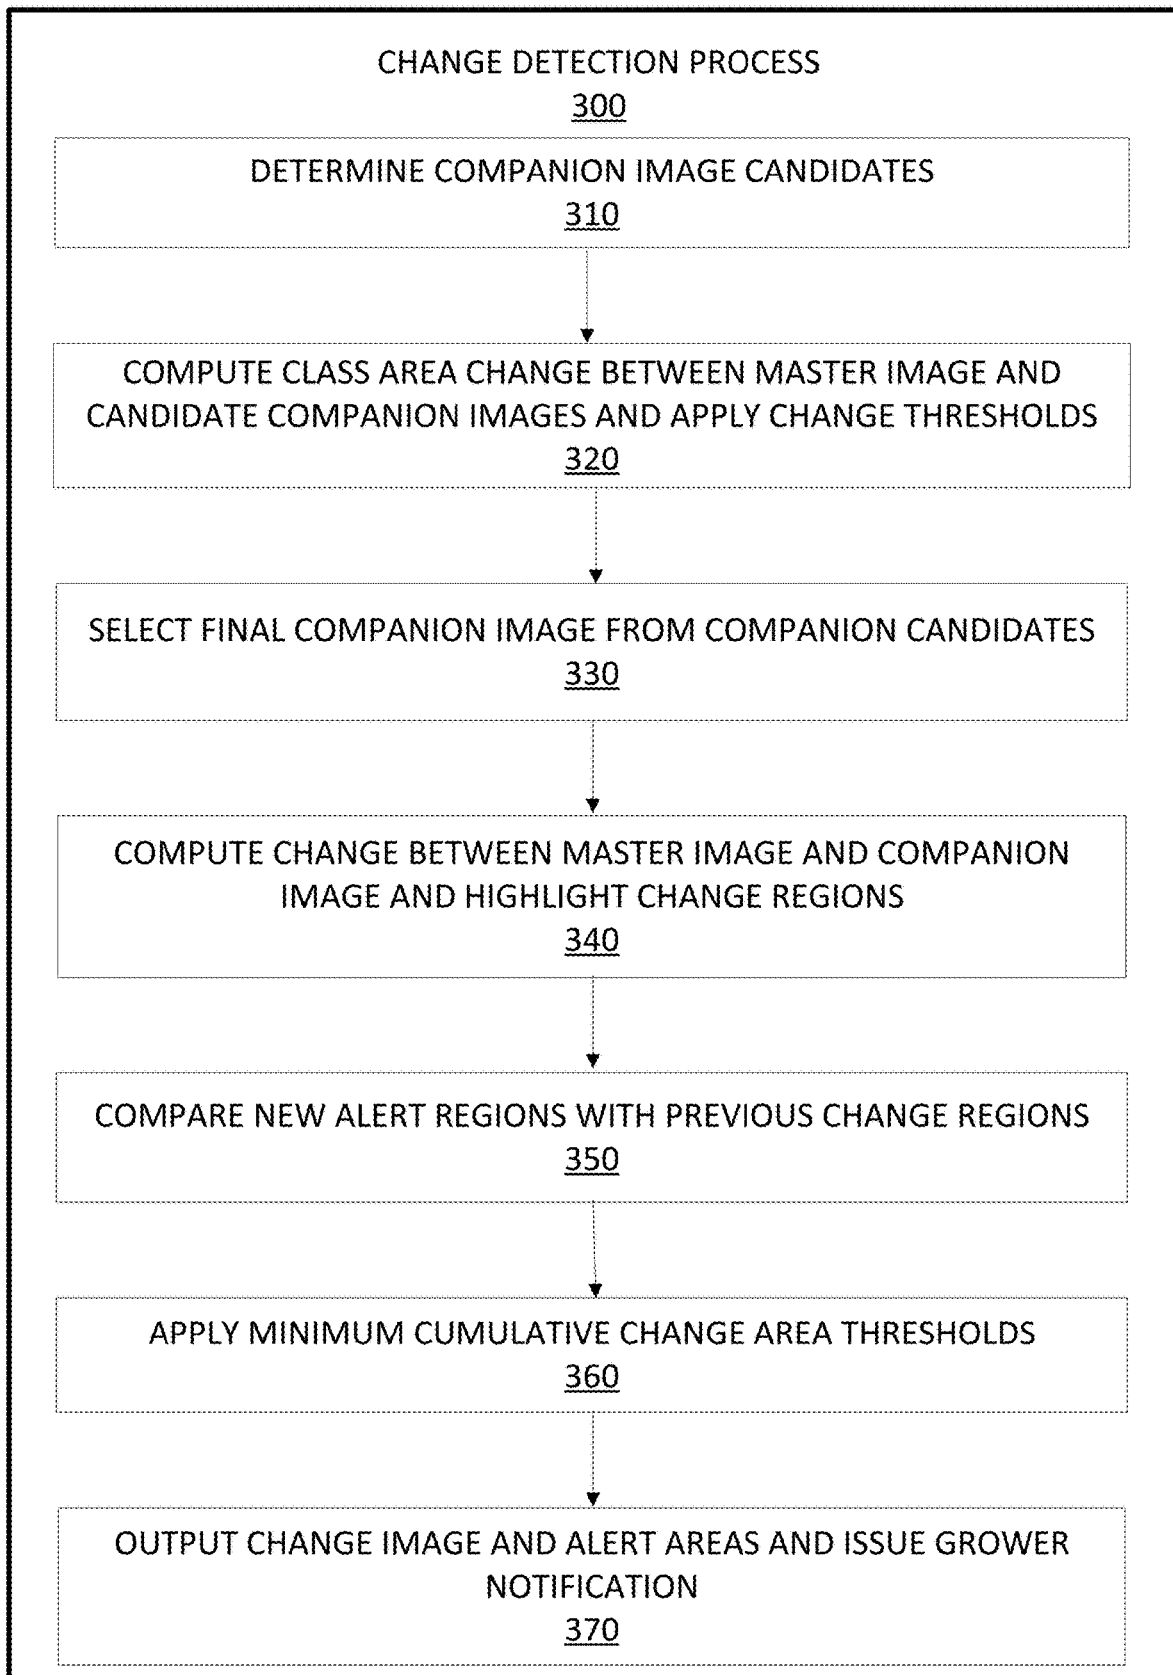 CHANGE DETECTION PROCESS
300
DETERMINE COMPANION IMAGE CANDIDATES
310
COMPUTE CLASS AREA CHANGE BETWEEN MASTER IMAGE AND
CANDIDATE COMPANION IMAGES AND APPLY CHANGE THRESHOLDS
320
SELECT FINAL COMPANION IMAGE FROM COMPANION CANDIDATES
330
COMPUTE CHANGE BETWEEN MASTER IMAGE AND COMPANION
IMAGE AND HIGHLIGHT CHANGE REGIONS
340
COMPARE NEW ALERT REGIONS WITH PREVIOUS CHANGE REGIONS
350
APPLY MINIMUM CUMULATIVE CHANGE AREA THRESHOLDS
360
OUTPUT CHANGE IMAGE AND ALERT AREAS AND ISSUE GROWER
NOTIFICATION
370